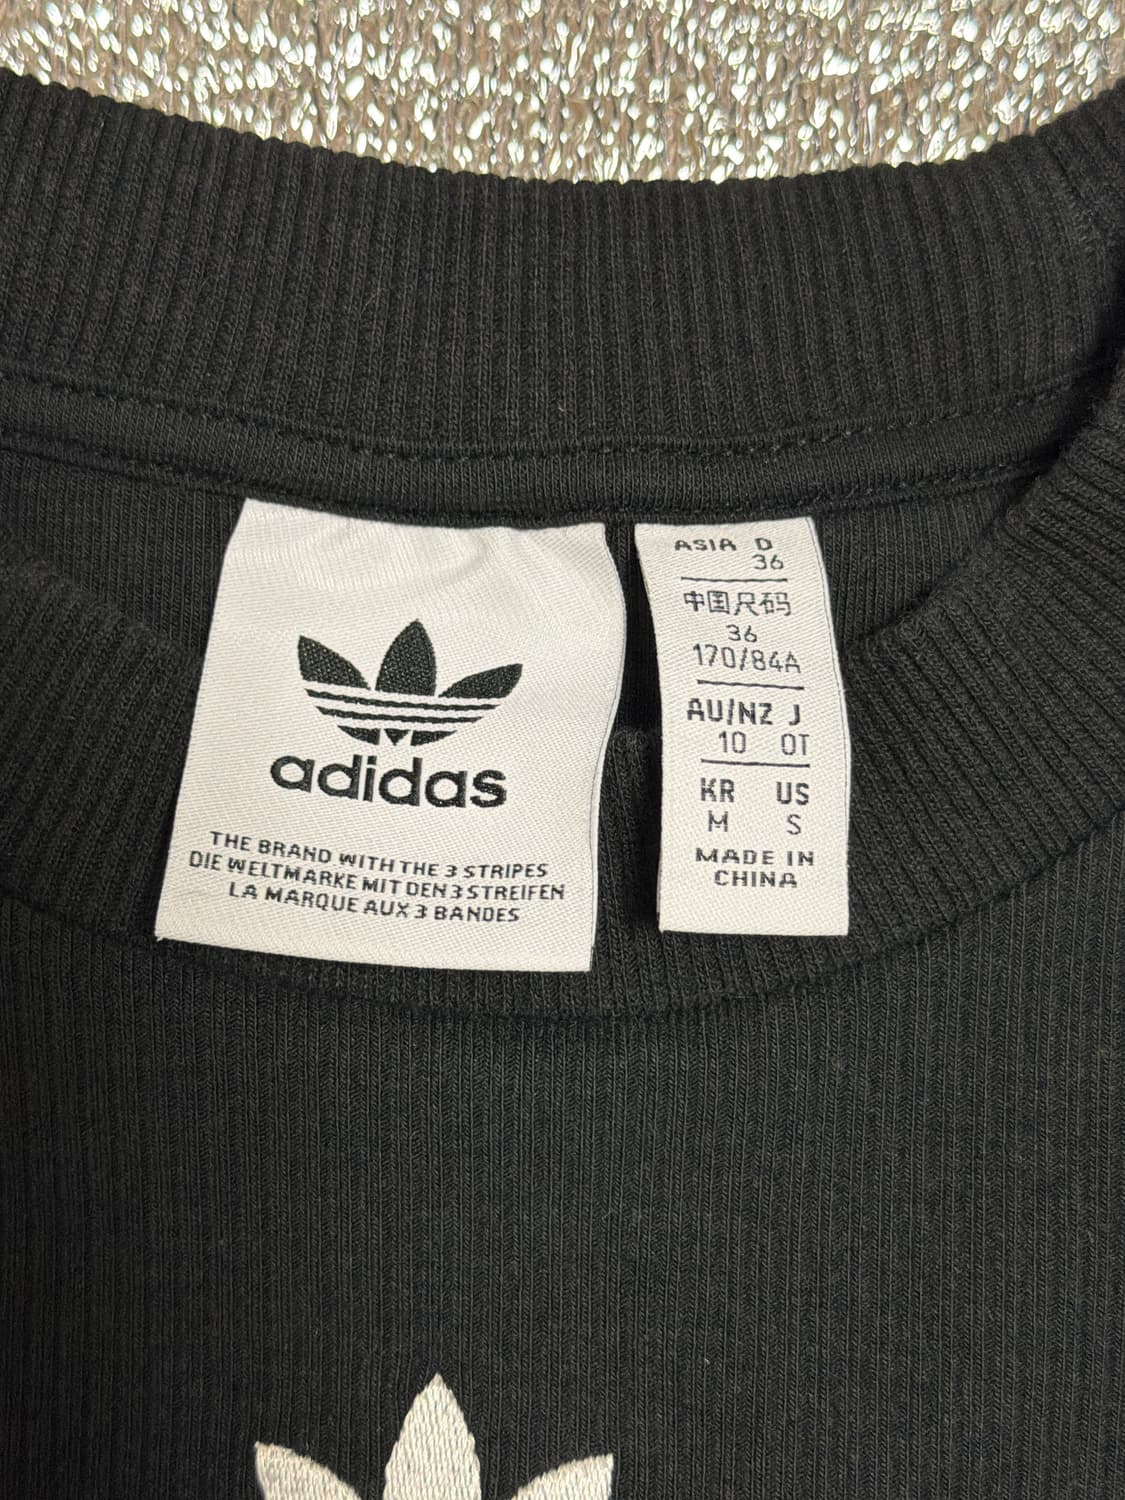 adidas
THE BRAND WITH THE 3 STRIPES
DIE WELTMARKE MIT DEN 3 STREIFEN
LA MARQUE AUX 3 BANDES
ASIA D
36
中国尺码
36
170/84A
AU/NZ J
10 OT
KR US
M S
MADE IN
CHINA